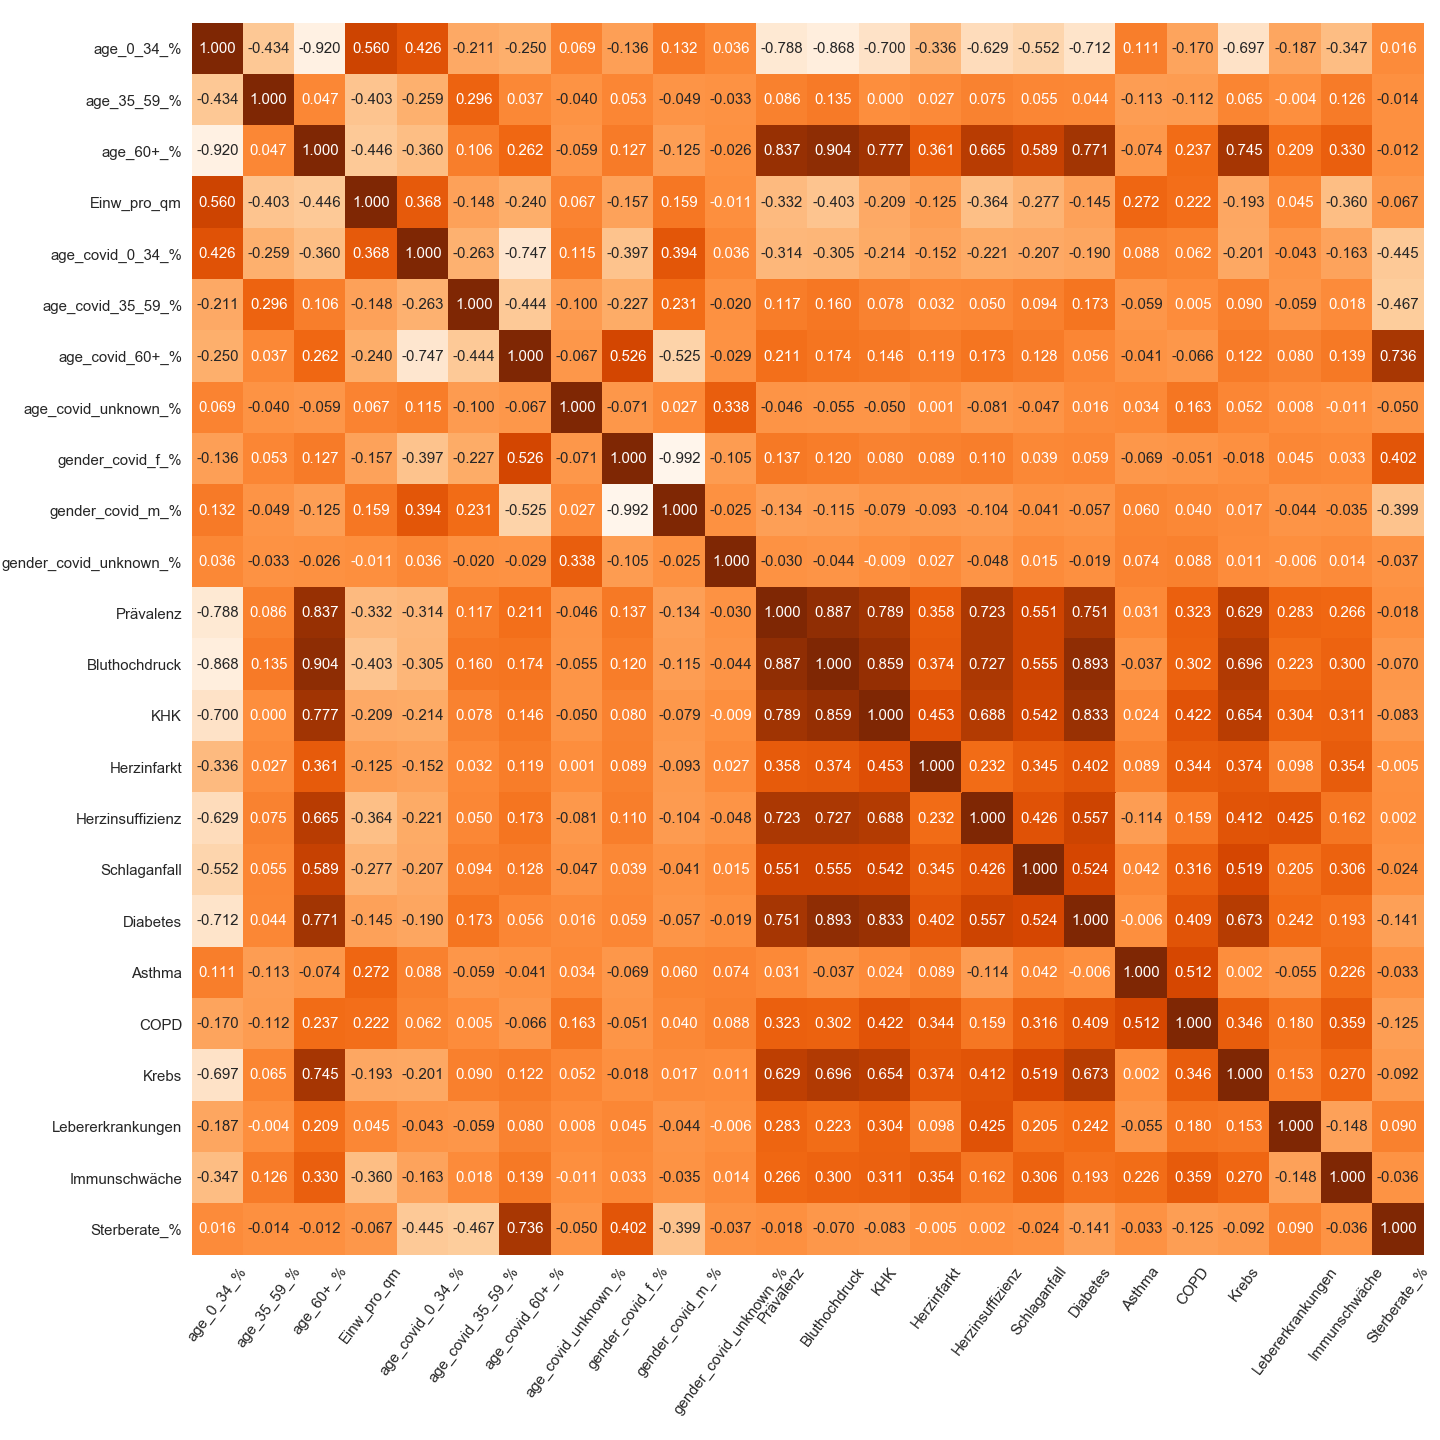 age_0_34_% 1.000 -0.434 -0.920 0.560 0.426 -0.211 -0.250 0.069 -0.136 0.132 0.036 -0.788 -0.868 -0.700 -0.336 -0.629 -0.552 -0.712 0.111 -0.170 -0.697 -0.187 -0.347 0.016
age_35_59_% -0.434 1.000 0.047 -0.403 -0.259 0.296 0.037 -0.040 0.053 -0.049 -0.033 0.086 0.135 0.000 0.027 0.075 0.055 0.044 -0.113 -0.112 0.065 -0.004 0.126 -0.014
age_60+_% -0.920 0.047 1.000 -0.446 -0.360 0.106 0.262 -0.059 0.127 -0.125 -0.026 0.837 0.904 0.777 0.361 0.665 0.589 0.771 -0.074 0.237 0.745 0.209 0.330 -0.012
Einw_pro_qm 0.560 -0.403 -0.446 1.000 0.368 -0.148 -0.240 0.067 -0.157 0.159 -0.011 -0.332 -0.403 -0.209 -0.125 -0.364 -0.277 -0.145 0.272 0.222 -0.193 0.045 -0.360 -0.067
age_covid_0_34_% 0.426 -0.259 -0.360 0.368 1.000 -0.263 -0.747 0.115 -0.397 0.394 0.036 -0.314 -0.305 -0.214 -0.152 -0.221 -0.207 -0.190 0.088 0.062 -0.201 -0.043 -0.163 -0.445
age_covid_35_59_% -0.211 0.296 0.106 -0.148 -0.263 1.000 -0.444 -0.100 -0.227 0.231 -0.020 0.117 0.160 0.078 0.032 0.050 0.094 0.173 -0.059 0.005 0.090 -0.059 0.018 -0.467
age_covid_60+_% -0.250 0.037 0.262 -0.240 -0.747 -0.444 1.000 -0.067 0.526 -0.525 -0.029 0.211 0.174 0.146 0.119 0.173 0.128 0.056 -0.041 -0.066 0.122 0.080 0.139 0.736
age_covid_unknown_% 0.069 -0.040 -0.059 0.067 0.115 -0.100 -0.067 1.000 -0.071 0.027 0.338 -0.046 -0.055 -0.050 0.001 -0.081 -0.047 0.016 0.034 0.163 0.052 0.008 -0.011 -0.050
gender_covid_f_% -0.136 0.053 0.127 -0.157 -0.397 -0.227 0.526 -0.071 1.000 -0.992 -0.105 0.137 0.120 0.080 0.089 0.110 0.039 0.059 -0.069 -0.051 -0.018 0.045 0.033 0.402
gender_covid_m_% 0.132 -0.049 -0.125 0.159 0.394 0.231 -0.525 0.027 -0.992 1.000 -0.025 -0.134 -0.115 -0.079 -0.093 -0.104 -0.041 -0.057 0.060 0.040 0.017 -0.044 -0.035 -0.399
gender_covid_unknown_% 0.036 -0.033 -0.026 -0.011 0.036 -0.020 -0.029 0.338 -0.105 -0.025 1.000 -0.030 -0.044 -0.009 0.027 -0.048 0.015 -0.019 0.074 0.088 0.011 -0.006 0.014 -0.037
Prävalenz -0.788 0.086 0.837 -0.332 -0.314 0.117 0.211 -0.046 0.137 -0.134 -0.030 1.000 0.887 0.789 0.358 0.723 0.551 0.751 0.031 0.323 0.629 0.283 0.266 -0.018
Bluthochdruck -0.868 0.135 0.904 -0.403 -0.305 0.160 0.174 -0.055 0.120 -0.115 -0.044 0.887 1.000 0.859 0.374 0.727 0.555 0.893 -0.037 0.302 0.696 0.223 0.300 -0.070
KHK -0.700 0.000 0.777 -0.209 -0.214 0.078 0.146 -0.050 0.080 -0.079 -0.009 0.789 0.859 1.000 0.453 0.688 0.542 0.833 0.024 0.422 0.654 0.304 0.311 -0.083
Herzinfarkt -0.336 0.027 0.361 -0.125 -0.152 0.032 0.119 0.001 0.089 -0.093 0.027 0.358 0.374 0.453 1.000 0.232 0.345 0.402 0.089 0.344 0.374 0.098 0.354 -0.005
Herzinsuffizienz -0.629 0.075 0.665 -0.364 -0.221 0.050 0.173 -0.081 0.110 -0.104 -0.048 0.723 0.727 0.688 0.232 1.000 0.426 0.557 -0.114 0.159 0.412 0.425 0.162 0.002
Schlaganfall -0.552 0.055 0.589 -0.277 -0.207 0.094 0.128 -0.047 0.039 -0.041 0.015 0.551 0.555 0.542 0.345 0.426 1.000 0.524 0.042 0.316 0.519 0.205 0.306 -0.024
Diabetes -0.712 0.044 0.771 -0.145 -0.190 0.173 0.056 0.016 0.059 -0.057 -0.019 0.751 0.893 0.833 0.402 0.557 0.524 1.000 -0.006 0.409 0.673 0.242 0.193 -0.141
Asthma 0.111 -0.113 -0.074 0.272 0.088 -0.059 -0.041 0.034 -0.069 0.060 0.074 0.031 -0.037 0.024 0.089 -0.114 0.042 -0.006 1.000 0.512 0.002 -0.055 0.226 -0.033
COPD -0.170 -0.112 0.237 0.222 0.062 0.005 -0.066 0.163 -0.051 0.040 0.088 0.323 0.302 0.422 0.344 0.159 0.316 0.409 0.512 1.000 0.346 0.180 0.359 -0.125
Krebs -0.697 0.065 0.745 -0.193 -0.201 0.090 0.122 0.052 -0.018 0.017 0.011 0.629 0.696 0.654 0.374 0.412 0.519 0.673 0.002 0.346 1.000 0.153 0.270 -0.092
Lebererkrankungen -0.187 -0.004 0.209 0.045 -0.043 -0.059 0.080 0.008 0.045 -0.044 -0.006 0.283 0.223 0.304 0.098 0.425 0.205 0.242 -0.055 0.180 0.153 1.000 -0.148 0.090
Immunschwäche -0.347 0.126 0.330 -0.360 -0.163 0.018 0.139 -0.011 0.033 -0.035 0.014 0.266 0.300 0.311 0.354 0.162 0.306 0.193 0.226 0.359 0.270 -0.148 1.000 -0.036
Sterberate_% 0.016 -0.014 -0.012 -0.067 -0.445 -0.467 0.736 -0.050 0.402 -0.399 -0.037 -0.018 -0.070 -0.083 -0.005 0.002 -0.024 -0.141 -0.033 -0.125 -0.092 0.090 -0.036 1.000
age_0_34_%
age_35_59_%
age_60+_%
Einw_pro_qm
age_covid_0_34_%
age_covid_35_59_%
age_covid_60+_%
age_covid_unknown_%
gender_covid_f_%
gender_covid_m_%
gender_covid_unknown_%
Prävalenz
Bluthochdruck
KHK
Herzinfarkt
Herzinsuffizienz
Schlaganfall
Diabetes
Asthma
COPD
Krebs
Lebererkrankungen
Immunschwäche
Sterberate_%